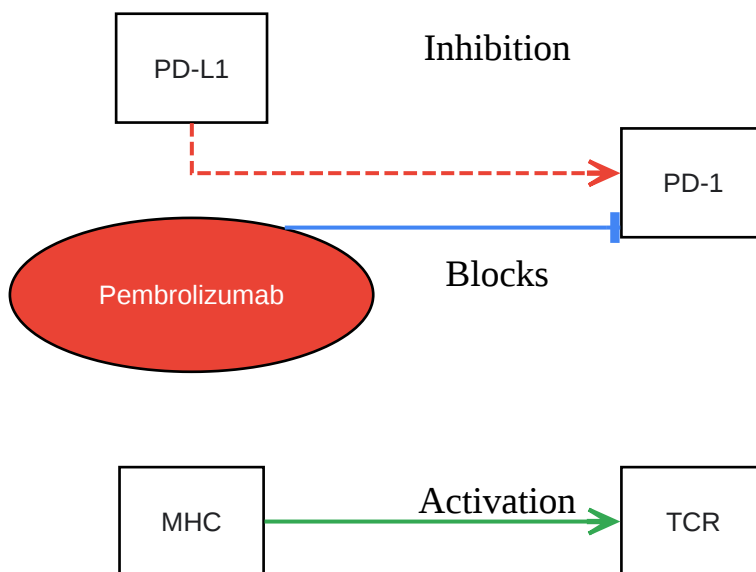 PD-L1
Inhibition
PD-1
Pembrolizumab
Blocks
MHC
Activation
TCR